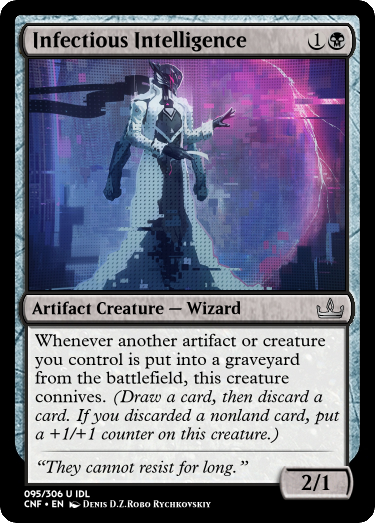 Infectious Intelligence 1
Artifact Creature — Wizard
Whenever another artifact or creature
you control is put into a graveyard
from the battlefield, this creature
connives. (Draw a card, then discard a
card. If you discarded a nonland card, put
a +1/+1 counter on this creature.)
“They cannot resist for long.”
2/1
095/306 U IDL
CNF • EN Denis D.Z.Robo Rychkovskiy